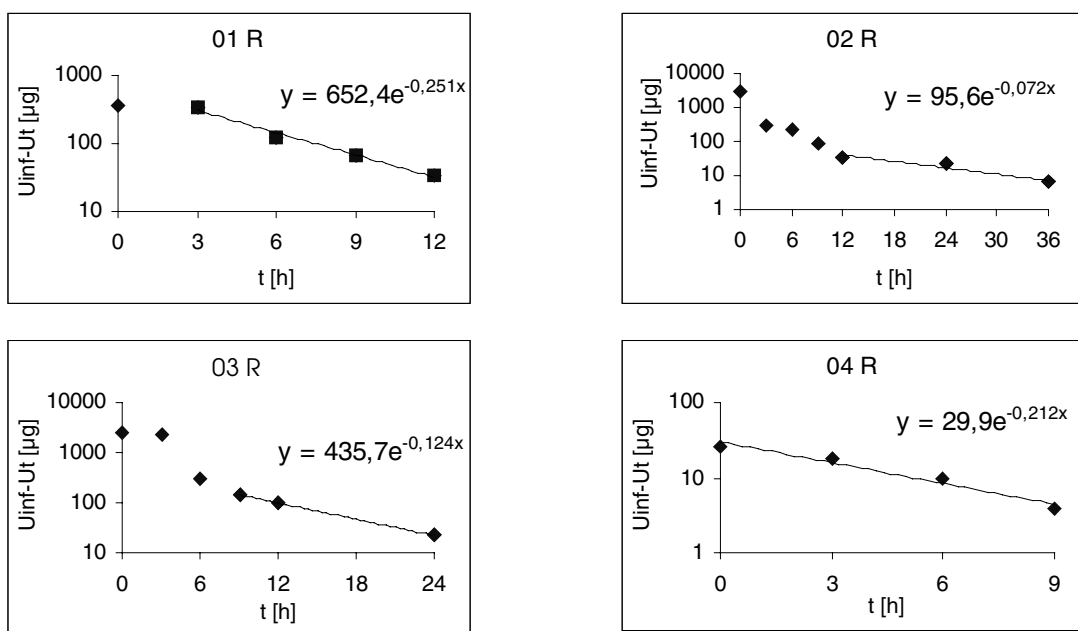 01 R
1000
100
10
Uinf-Ut [µg]
y = 652,4e^-0,251x
0 3 6 9 12
t [h]
02 R
10000
1000
100
10
1
Uinf-Ut [µg]
y = 95,6e^-0,072x
0 6 12 18 24 30 36
t [h]
03 R
10000
1000
100
10
Uinf-Ut [µg]
y = 435,7e^-0,124x
0 6 12 18 24
t [h]
04 R
100
10
1
Uinf-Ut [µg]
y = 29,9e^-0,212x
0 3 6 9
t [h]